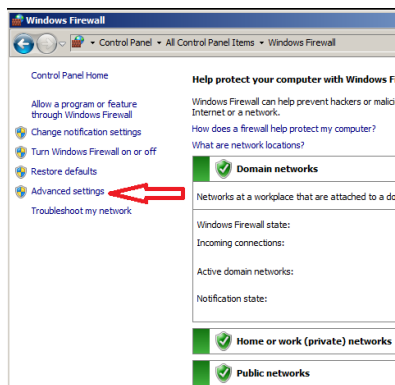 Windows Firewall
Control Panel All Control Panel Items Windows Firewall
Control Panel Home
Allow a program or feature
through Windows Firewall
Change notification settings
Turn Windows Firewall on or off
Restore defaults
Advanced settings
Troubleshoot my network
Help protect your computer with Windows
Windows Firewall can help prevent hackers or
Internet or a network.
How does a firewall help protect my computer?
What are network locations?
Domain networks
Networks at a workplace that are attached to a
Windows Firewall state:
Incoming connections:
Active domain networks:
Notification state:
Home or work (private) networks
Public networks